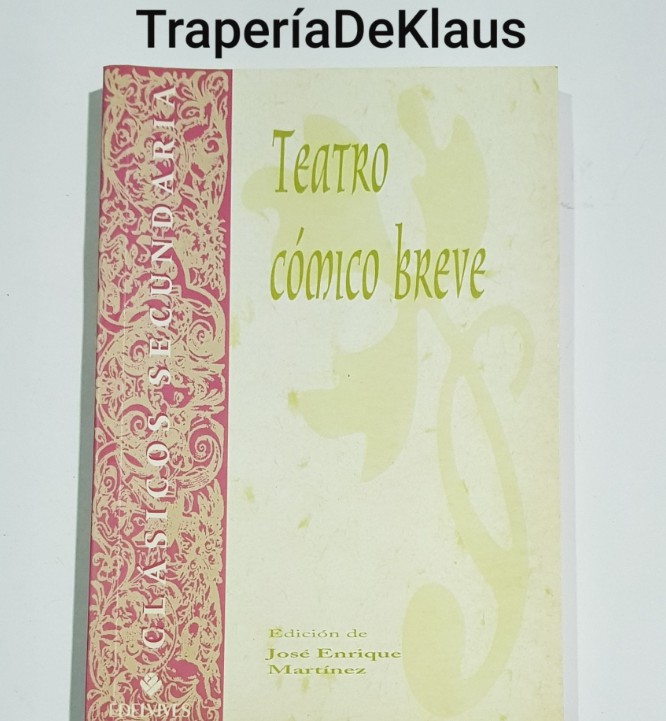 TraperíaDeKlaus
TEATRO
CÓMICO BREVE
CLÁSICOS SECUNDARIA
Edición de
José Enrique
Martínez
EDELVIVES